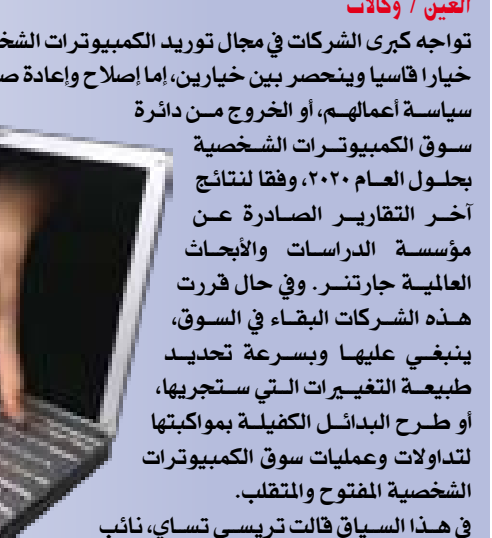 العين / وكالات
تواجه كبرى الشركات في مجال توريد الكمبيوترات
خيارا قاسيا وينحصر بين خيارين، إما إصلاح وإعادة
سياسة أعمالهم، أو الخروج من دائرة
سوق الكمبيوترات الشخصية
بحلول العام ٢٠٢٠، وفقا لنتائج
آخر التقارير الصادرة عن
مؤسسة الدراسات والأبحاث
العالمية جارتنر. وفي حال قررت
هذه الشركات البقاء في السوق،
ينبغي عليها وبسرعة تحديد
طبيعة التغييرات التي ستجريها،
أو طرح البدائل الكفيلة بمواكبتها
لتداولات وعمليات سوق الكمبيوترات
الشخصية المفتوح والمتقلب.
في هذا السياق قالت تريسي تساي، نائب